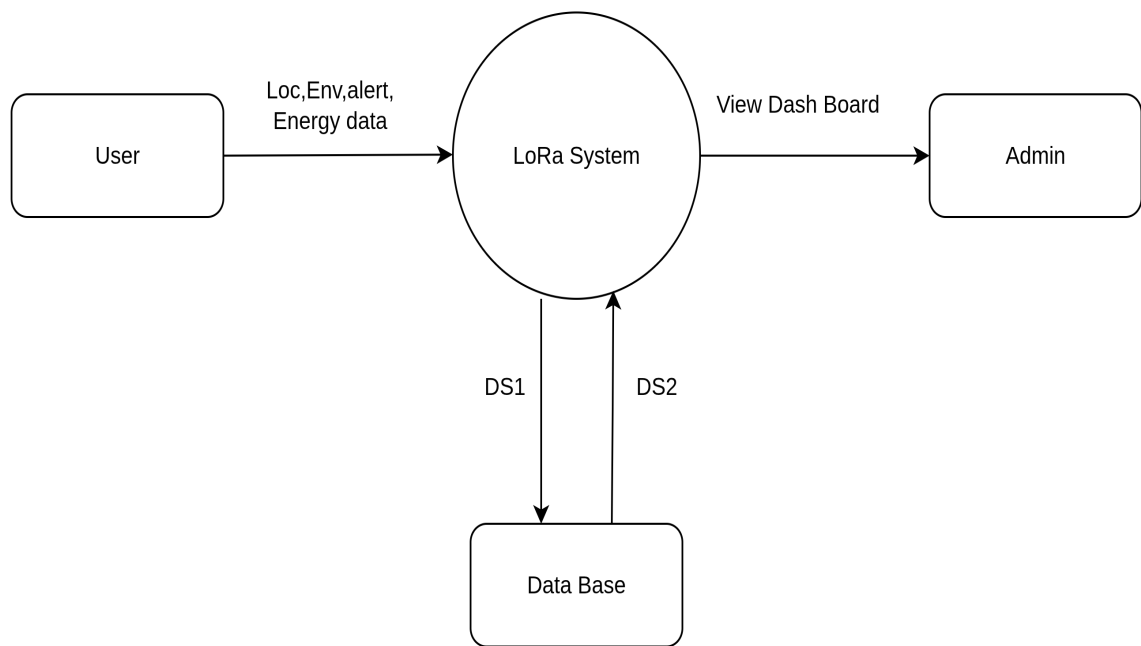 Loc,Env,alert,
Energy data
View Dash Board
User
LoRa System
Admin
DS1
DS2
Data Base